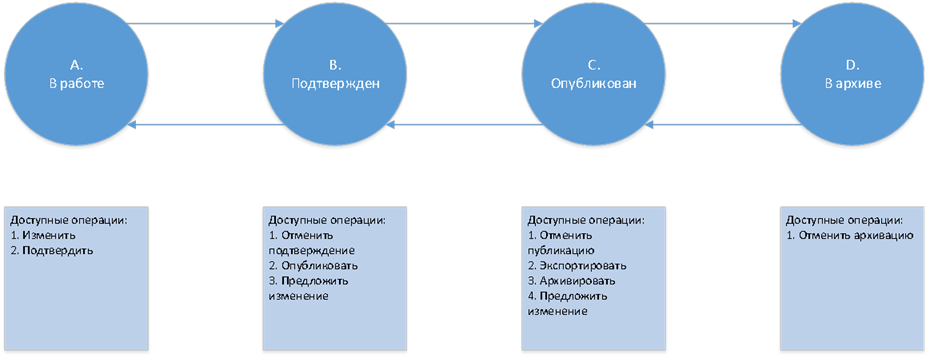 A.
В работе
B.
Подтвержден
C.
Опубликован
D.
В архиве
Доступные операции:
1. Изменить
2. Подтвердить
Доступные операции:
1. Отменить
подтверждение
2. Опубликовать
3. Предложить
изменение
Доступные операции:
1. Отменить
публикацию
2. Экспортировать
3. Архивировать
4. Предложить
изменение
Доступные операции:
1. Отменить архивацию